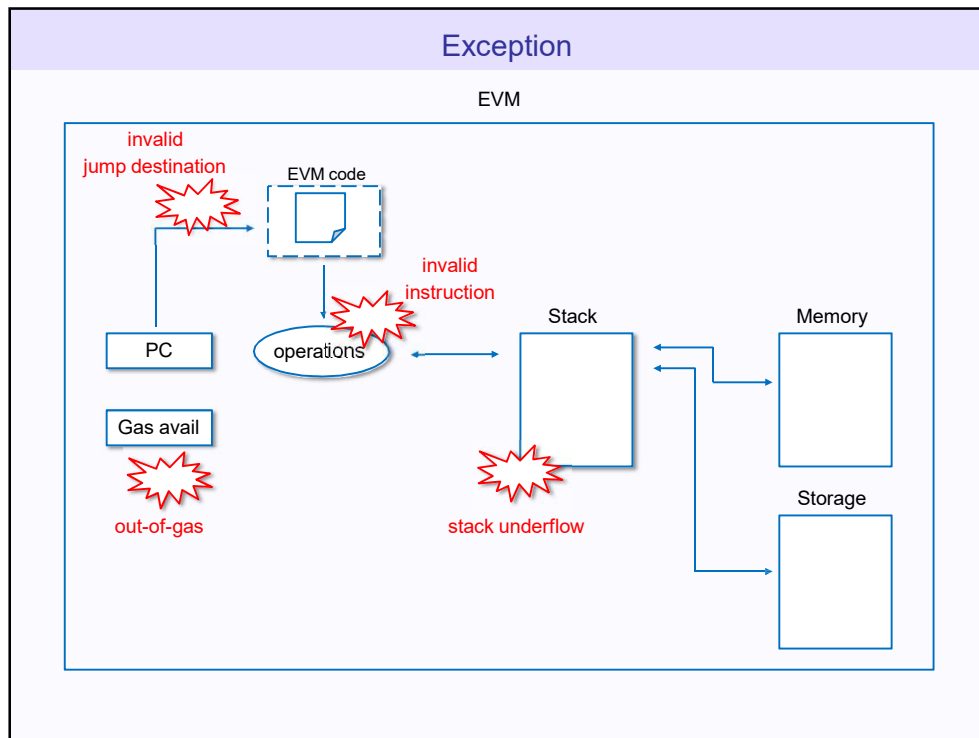 Exception
EVM
invalid
jump destination
EVM code
invalid
instruction
Stack
Memory
PC
operations
Gas avail
Storage
out-of-gas
stack underflow